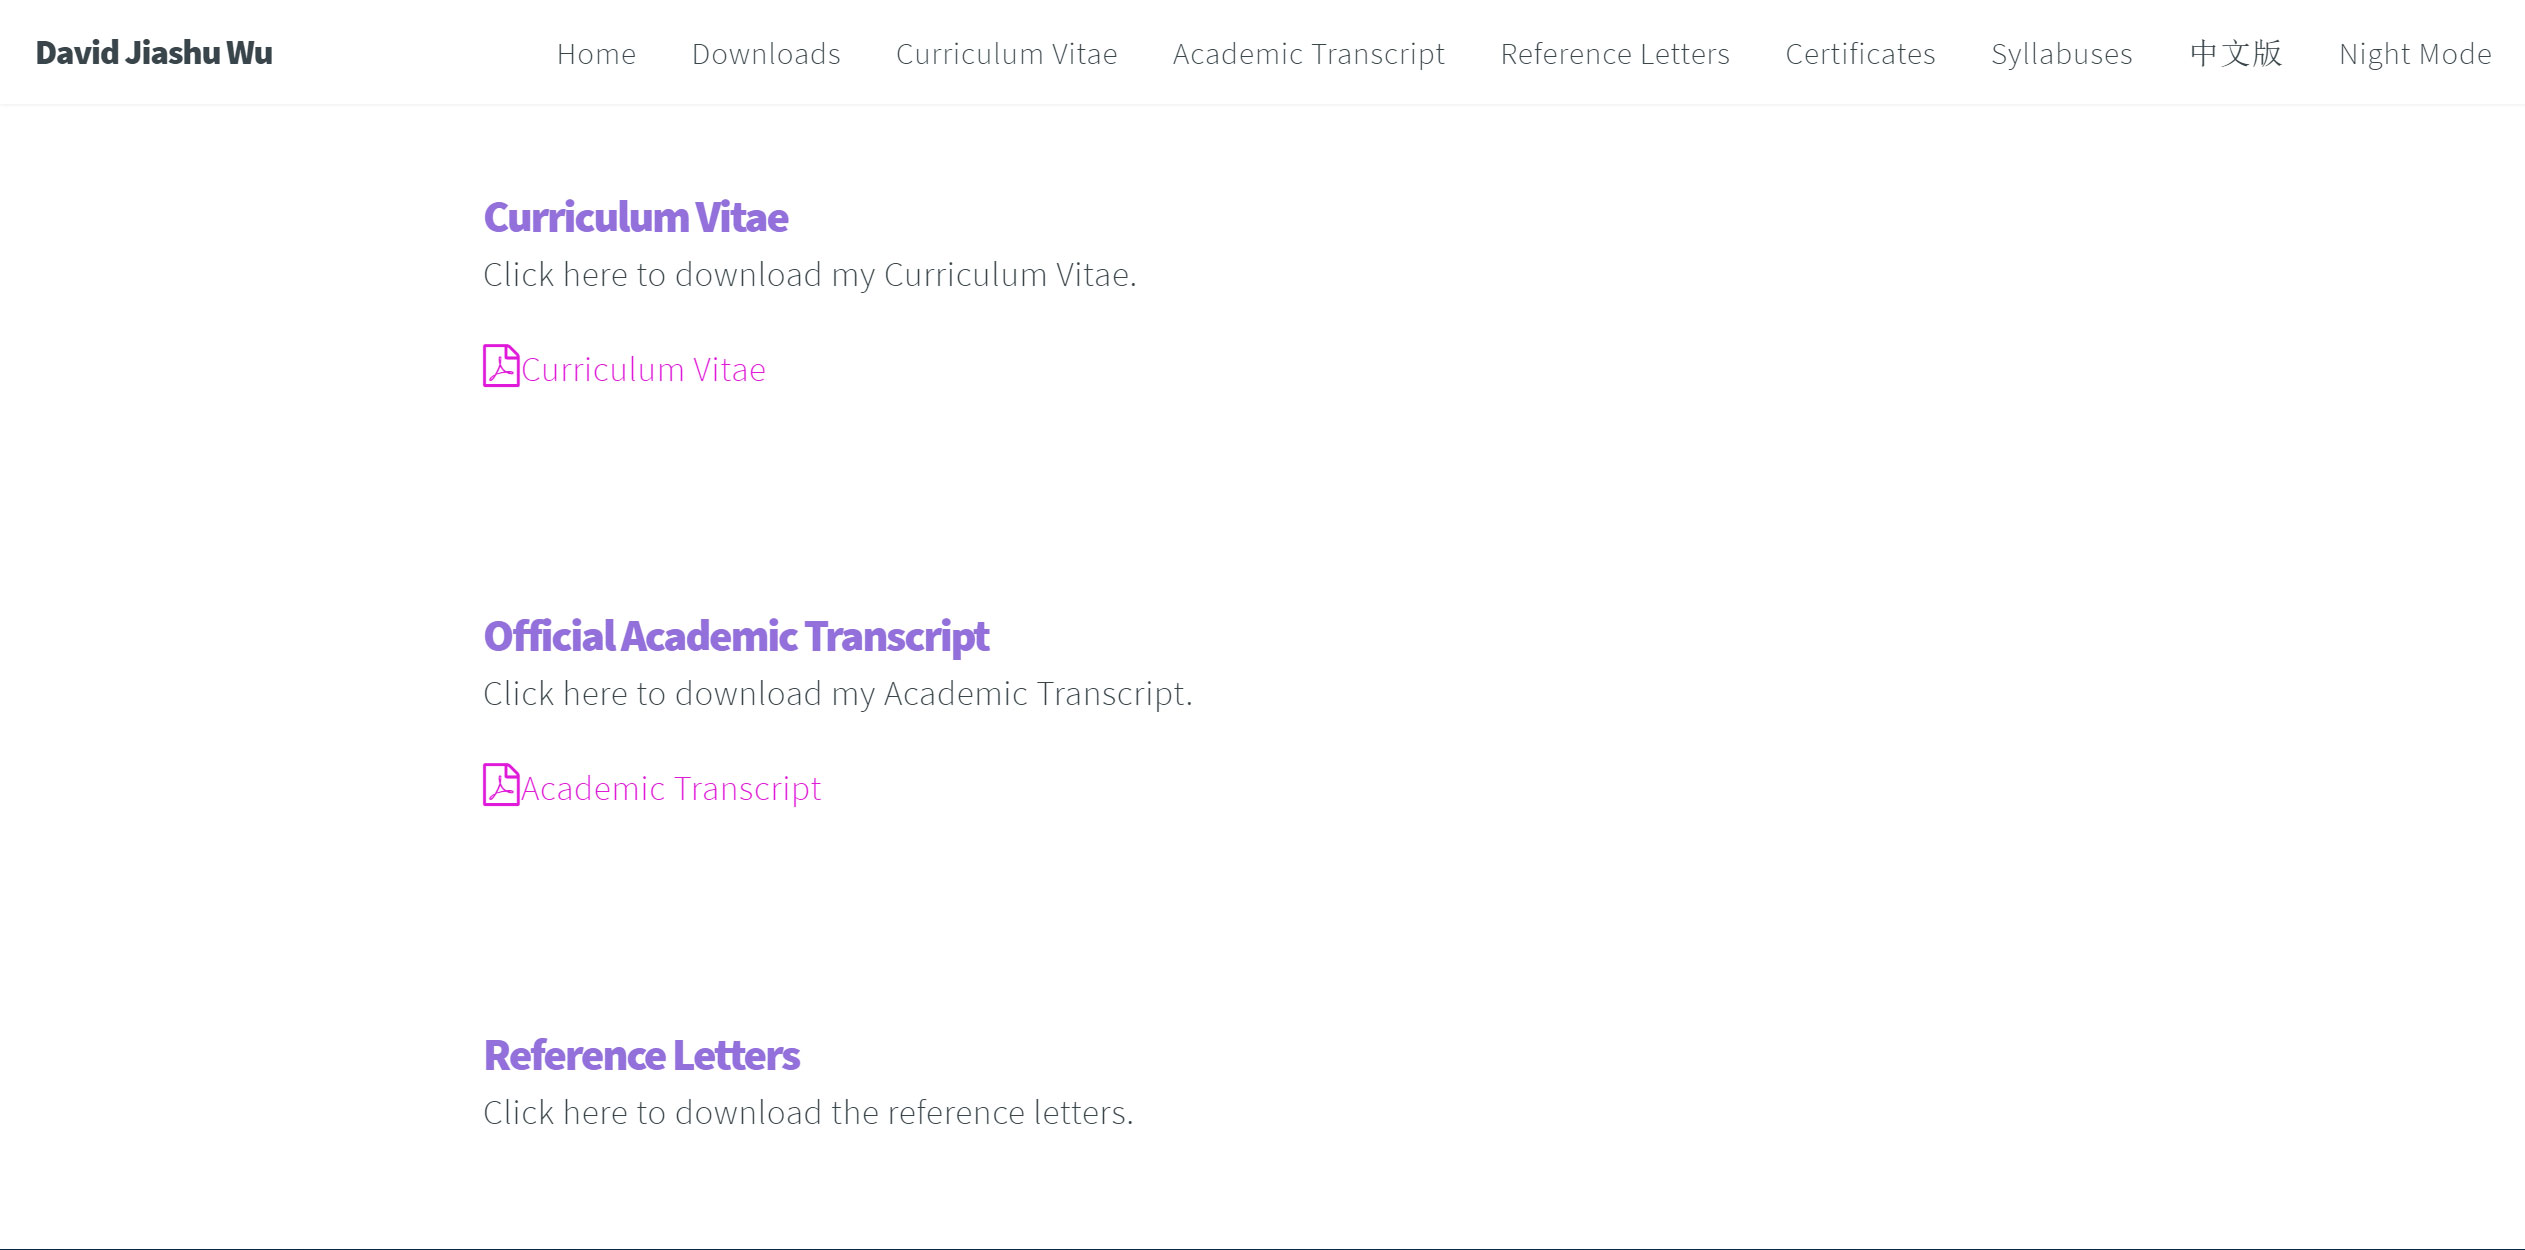 David Jiashu Wu Home Downloads Curriculum Vitae Academic Transcript Reference Letters Certificates Syllabuses 中文版 Night Mode
Curriculum Vitae
Click here to download my Curriculum Vitae.
Curriculum Vitae
Official Academic Transcript
Click here to download my Academic Transcript.
Academic Transcript
Reference Letters
Click here to download the reference letters.